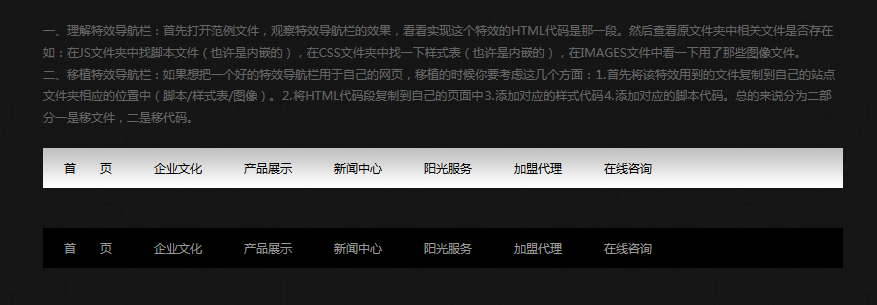 一、理解特效导航栏：首先打开范例文件，观察特效导航栏的效果，看看实现这个特效的HTML代码是那一段。然后查看原文件夹中相关文件是否存在
如：在JS文件夹中找脚本文件（也许是内嵌的），在CSS文件夹中找一下样式表（也许是内嵌的），在IMAGES文件中看一下用了那些图像文件。
二、移植特效导航栏：如果想把一个好的特效导航栏用于自己的网页，移植的时候你要考虑这几个方面：1.首先将该特效用到的文件复制到自己的站点
文件夹相应的位置中（脚本/样式表/图像）。2.将HTML代码段复制到自己的页面中3.添加对应的样式代码4.添加对应的脚本代码。总的来说分为二部
分一是移文件，二是移代码。
首　　页 企业文化 产品展示 新闻中心 阳光服务 加盟代理 在线咨询
首　　页 企业文化 产品展示 新闻中心 阳光服务 加盟代理 在线咨询